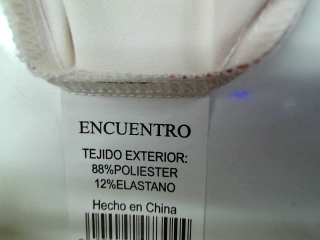 ENCUENTRO
TEJIDO EXTERIOR:
88%POLIESTER
12%ELASTANO
Hecho en China